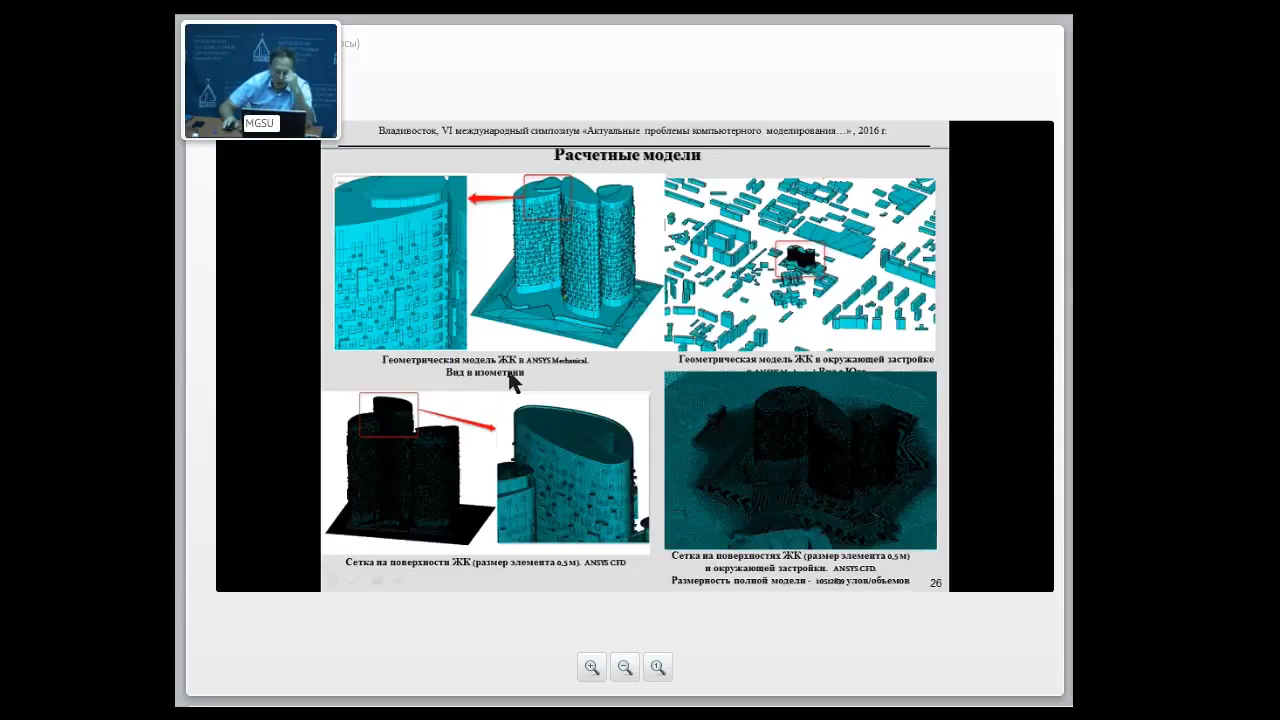 осы)
MGSU
Владивосток, VI международный симпозиум «Актуальные проблемы компьютерного моделирования…» , 2016 г.
Расчетные модели
Геометрическая модель ЖК в ANSYS Mechanical.
Вид в изометрии
Геометрическая модель ЖК в окружающей застройке
Сетка на поверхности ЖК (размер элемента 0,5 м). ANSYS CFD
Сетка на поверхностях ЖК (размер элемента 0,5 м)
и окружающей застройки. ANSYS CFD.
Размерность полной модели - улов/объемов
26